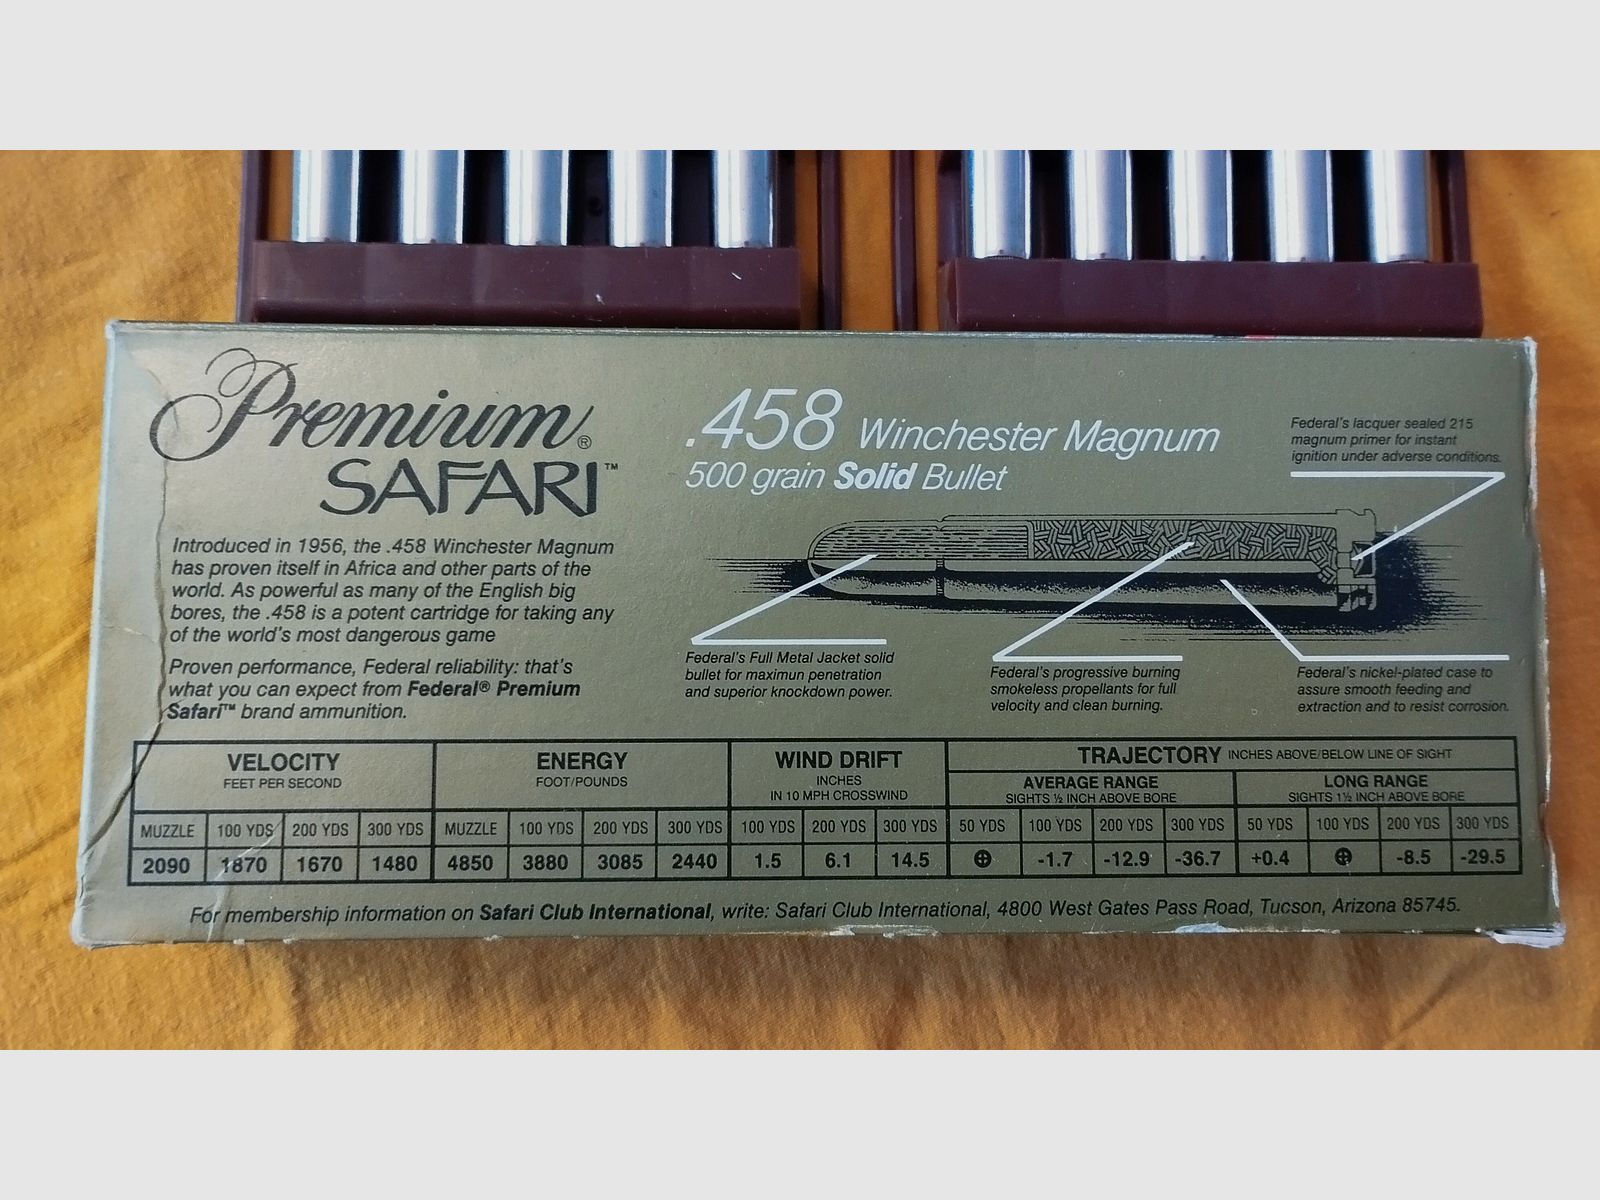 Premium®
SAFARI™
.458 Winchester Magnum
500 grain Solid Bullet
Federal's lacquer sealed 215
magnum primer for instant
ignition under adverse conditions.
Introduced in 1956, the .458 Winchester Magnum
has proven itself in Africa and other parts of the
world. As powerful as many of the English big
bores, the .458 is a potent cartridge for taking any
of the world's most dangerous game
Proven performance, Federal reliability: that's
what you can expect from Federal® Premium
Safari™ brand ammunition.
Federal's Full Metal Jacket solid
bullet for maximun penetration
and superior knockdown power.
Federal's progressive burning
smokeless propellants for full
velocity and clean burning.
Federal's nickel-plated case to
assure smooth feeding and
extraction and to resist corrosion.
VELOCITY ENERGY WIND DRIFT TRAJECTORY INCHES ABOVE/BELOW LINE OF SIGHT
FEET PER SECOND FOOT/POUNDS INCHES AVERAGE RANGE LONG RANGE
IN 10 MPH CROSSWIND SIGHTS ½ INCH ABOVE BORE SIGHTS 1½ INCH ABOVE BORE
MUZZLE 100 YDS 200 YDS 300 YDS MUZZLE 100 YDS 200 YDS 300 YDS 100 YDS 200 YDS 300 YDS 50 YDS 100 YDS 200 YDS 300 YDS 50 YDS 100 YDS 200 YDS 300 YDS
2090 1870 1670 1480 4850 3880 3085 2440 1.5 6.1 14.5 ⊕ -1.7 -12.9 -36.7 +0.4 ⊕ -8.5 -29.5
For membership information on Safari Club International, write: Safari Club International, 4800 West Gates Pass Road, Tucson, Arizona 85745.